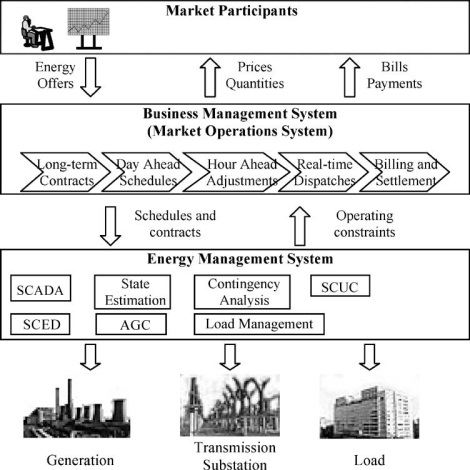 Market Participants
Energy
Offers
Prices
Quantities
Bills
Payments
Business Management System
(Market Operations System)
Long-term
Contracts
Day Ahead
Schedules
Hour Ahead
Adjustments
Real-time
Dispatches
Billing and
Settlement
Schedules and
contracts
Operating
constraints
Energy Management System
SCADA
State
Estimation
Contingency
Analysis
SCUC
SCED
AGC
Load Management
Generation
Transmission
Substation
Load